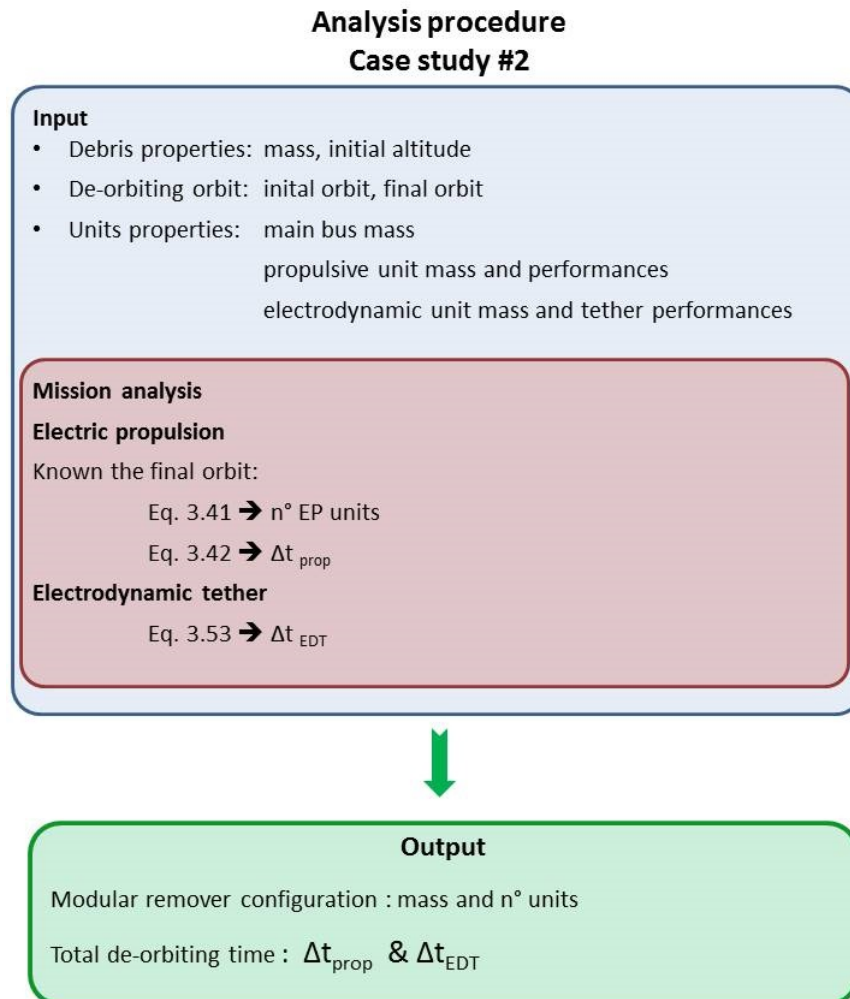 Analysis procedure
Case study #2
Input
• Debris properties: mass, initial altitude
• De-orbiting orbit: inital orbit, final orbit
• Units properties: main bus mass
propulsive unit mass and performances
electrodynamic unit mass and tether performances
Mission analysis
Electric propulsion
Known the final orbit:
Eq. 3.41 ➔ n° EP units
Eq. 3.42 ➔ Δt prop
Electrodynamic tether
Eq. 3.53 ➔ Δt EDT
Output
Modular remover configuration : mass and n° units
Total de-orbiting time : Δtprop & ΔtEDT